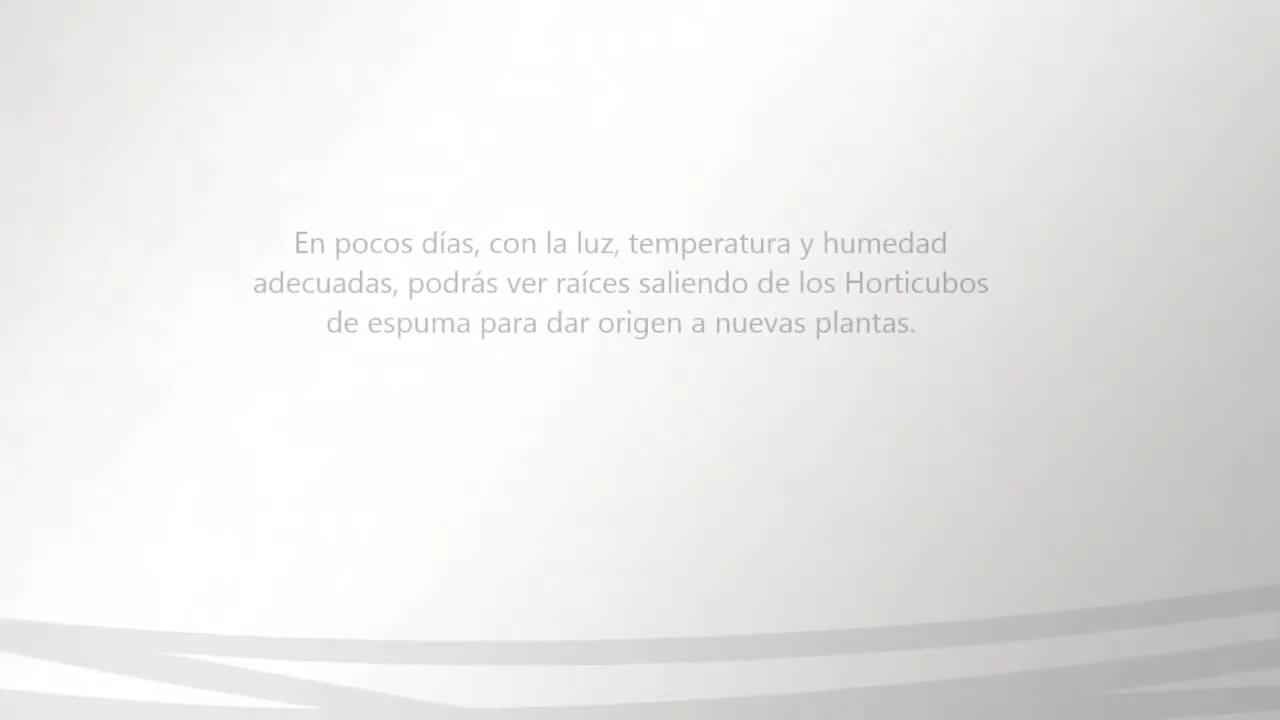 En pocos días, con la luz, temperatura y humedad
adecuadas, podrás ver raíces saliendo de los Horticubos
de espuma para dar origen a nuevas plantas.